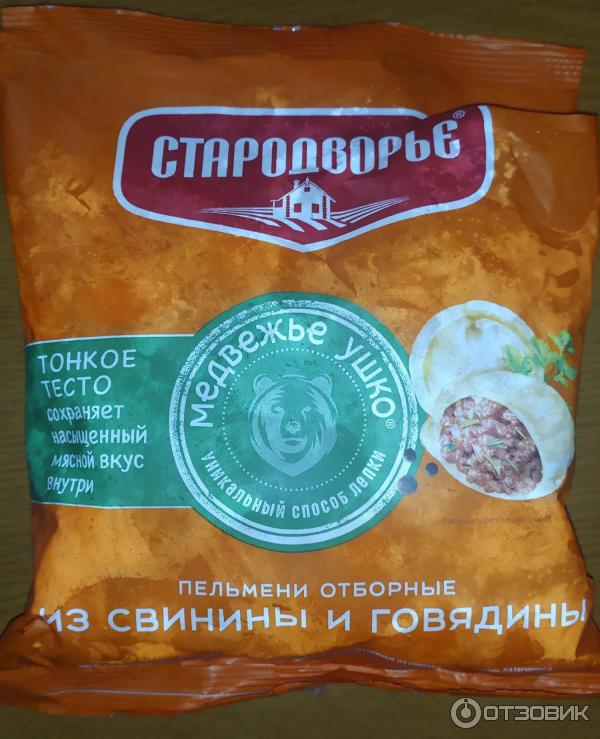 СТАРОДВОРЬЕ®
ТОНКОЕ
ТЕСТО
сохраняет
насыщенный
мясной вкус
внутри
МЕДВЕЖЬЕ УШКО®
УНИКАЛЬНЫЙ СПОСОБ ЛЕПКИ
ПЕЛЬМЕНИ ОТБОРНЫЕ
ИЗ СВИНИНЫ И ГОВЯДИНЫ
ОТЗОВИК